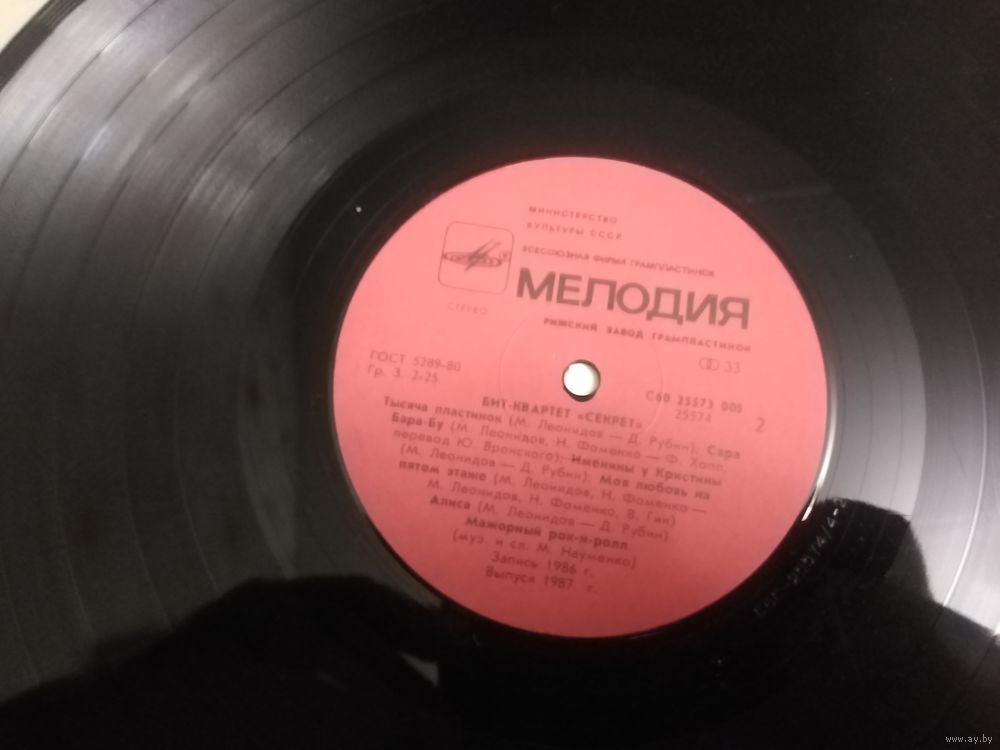 МИНИСТЕРСТВО
КУЛЬТУРЫ СССР
ВСЕСОЮЗНАЯ ФИРМА ГРАМПЛАСТИНОК
МЕЛОДИЯ
СТЕРЕО
РИЖСКИЙ ЗАВОД ГРАМПЛАСТИНОК
33
ГОСТ 5289-80
Гр. 3. 2-25
С60 25573 005
25574
2
БИТ-КВАРТЕТ «СЕКРЕТ»
Тысяча пластинок (М. Леонидов — Д. Рубин); Сара
Бара-Бу (М. Леонидов, Н. Фоменко — Ф. Хопп,
перевод Ю. Вронского); Именины у Кристины
(М. Леонидов — Д. Рубин); Моя любовь на
пятом этаже (М. Леонидов, Н. Фоменко —
М. Леонидов, Н. Фоменко, В. Гин)
Алиса (М. Леонидов — Д. Рубин)
Мажорный рок-н-ролл
(муз. и сл. М. Науменко)
Запись 1986 г.
Выпуск 1987 г.
www.ay.by